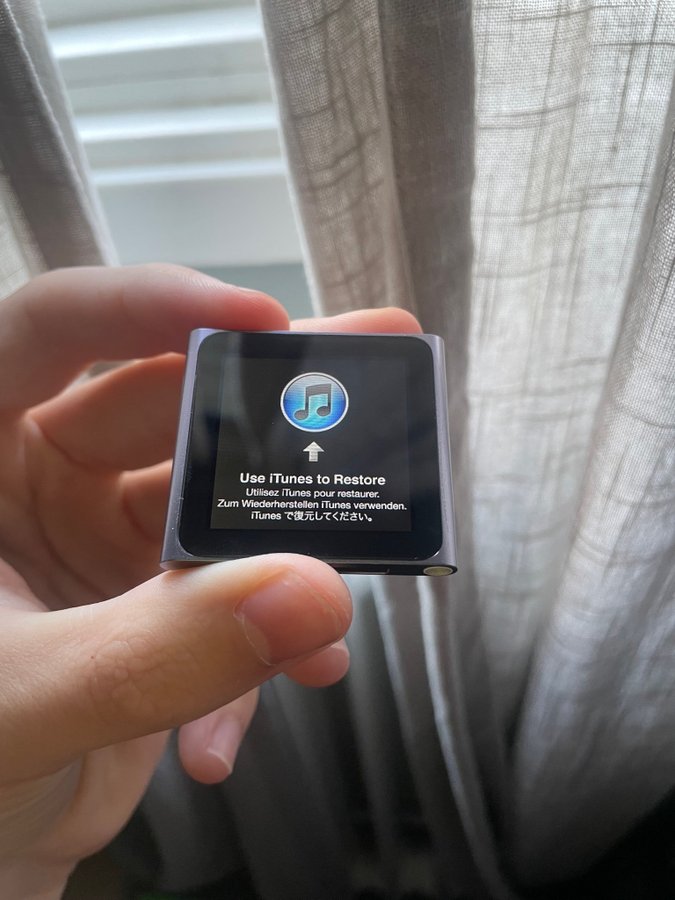 Use iTunes to Restore
Utilisez iTunes pour restaurer.
Zum Wiederherstellen iTunes verwenden.
iTunes で復元してください。